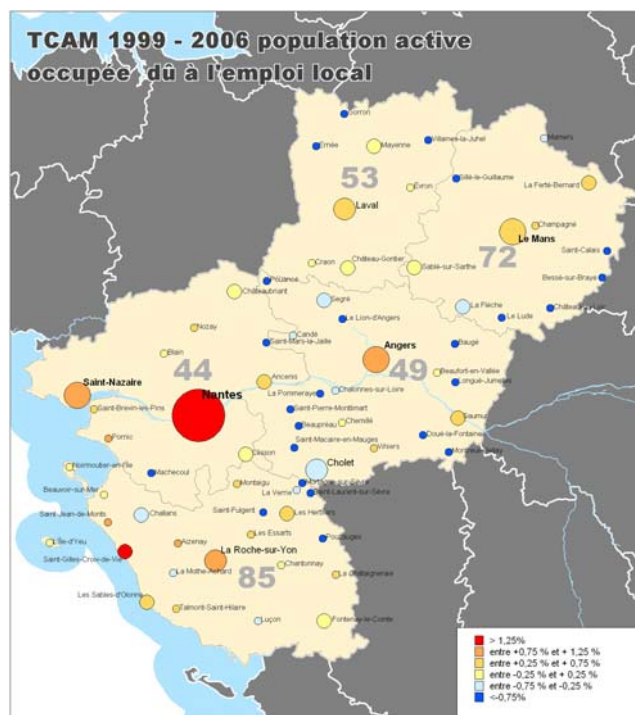 TCAM 1999 - 2006 population active
occupée dû à l'emploi local
Gorron
Ernée
Mayenne
Villaines-la-Juhel
Mamers
53
Sillé-le-Guillaume
Évron
La Ferté-Bernard
Laval
Champagné
Le Mans
72
Saint-Calais
Craon
Château-Gontier
Sablé-sur-Sarthe
Bessé-sur-Braye
Pouancé
Châteaubriant
Segré
La Flèche
Le Lude
Le Lion-d'Angers
Nozay
Candé
Saint-Mars-la-Jaille
Baugé
Blain
44
Angers
49
Beaufort-en-Vallée
Ancenis
Longué-Jumelles
Saint-Nazaire
La Pommeraye
Chalonnes-sur-Loire
Nantes
Saint-Brevin-les-Pins
Saint-Pierre-Montlimart
Saumur
Beaupréau
Chemillé
Doué-la-Fontaine
Pornic
Saint-Macaire-en-Mauges
Vihiers
Montreuil-Bellay
Clisson
Cholet
Noirmoutier-en-l'Île
Machecoul
Montaigu
Mortagne-sur-Sèvre
La Verrie
Saint-Laurent-sur-Sèvre
Beauvoir-sur-Mer
Saint-Jean-de-Monts
Challans
Saint-Fulgent
Les Herbiers
L'Île-d'Yeu
Aizenay
Les Essarts
Pouzauges
Saint-Gilles-Croix-de-Vie
La Roche-sur-Yon
85
La Mothe-Achard
Chantonnay
La Châtaigneraie
Les Sables-d'Olonne
Talmont-Saint-Hilaire
Luçon
Fontenay-le-Comte
> 1,25%
entre +0,75 % et + 1,25 %
entre +0,25 % et + 0,75 %
entre -0,25 % et + 0,25 %
entre -0,75 % et -0,25 %
<-0,75%